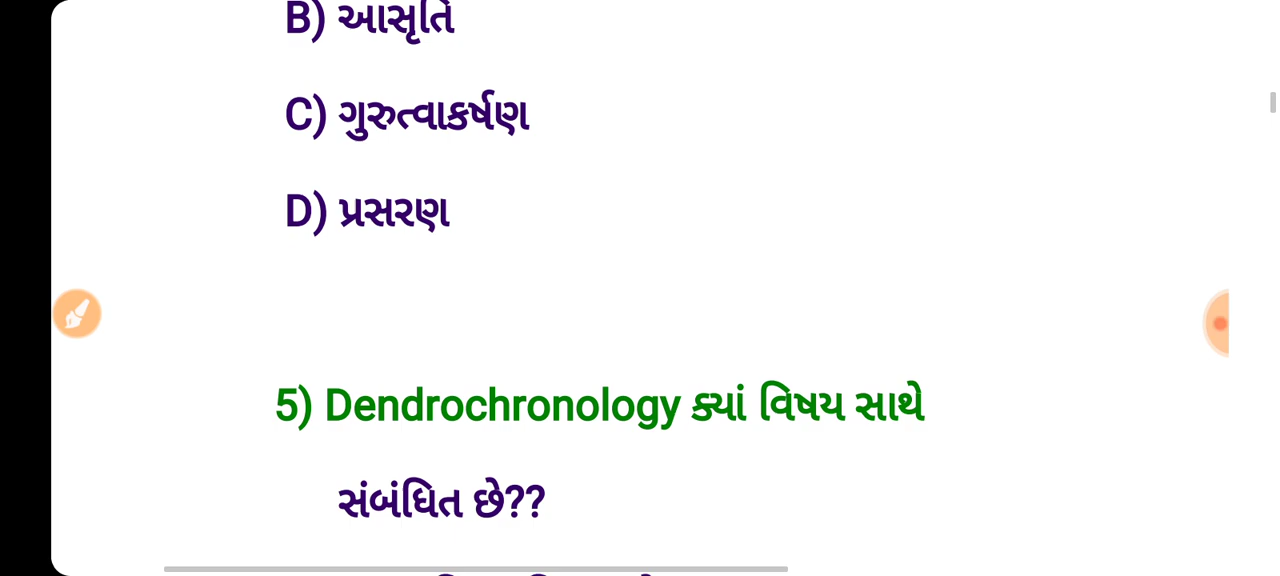 B) આસૃતિ
C) ગુરુત્વાકર્ષણ
D) પ્રસરણ
5) Dendrochronology ક્યાં વિષય સાથે
સંબંધિત છે??